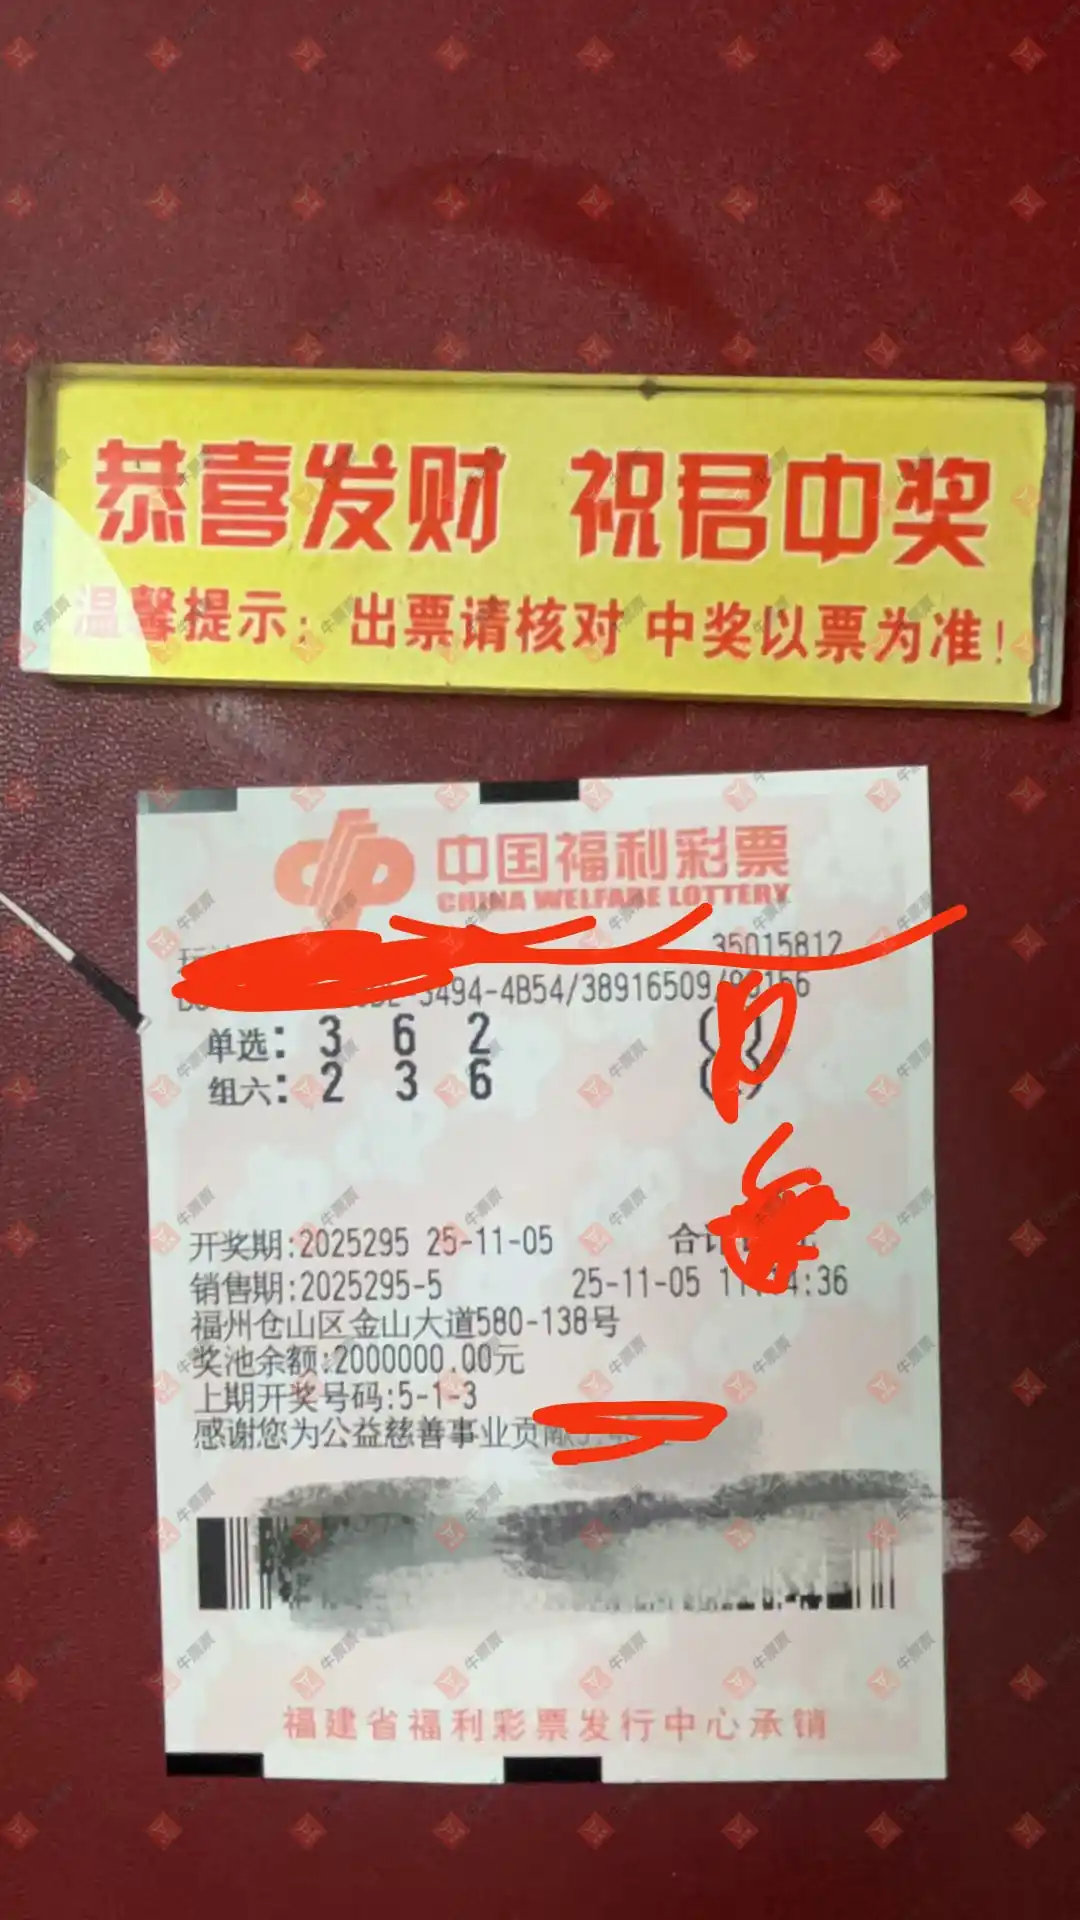 恭喜发财 祝君中奖
温馨提示：出票请核对 中奖以票为准！
中国福利彩票
CHINA WELFARE LOTTERY
35015812
-3494-4B54/38916509/
单选: 3 6 2
组六: 2 3 6
开奖期:2025295 25-11-05 合计
销售期:2025295-5 25-11-05 :36
福州仓山区金山大道580-138号
奖池余额:2000000.00元
上期开奖号码:5-1-3
感谢您为公益慈善事业贡献
福建省福利彩票发行中心承销
牛票票